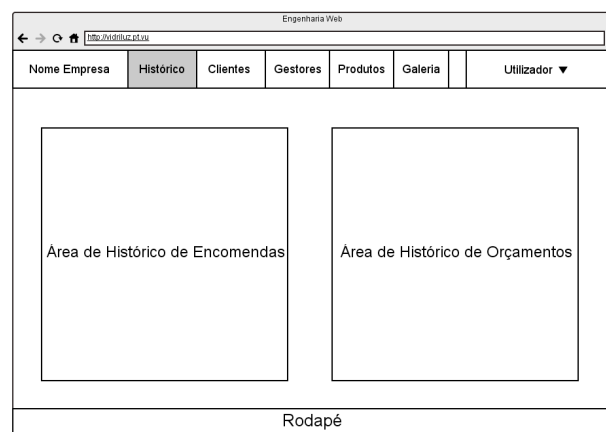 Engenharia Web
http://vidriluz.pt.vu
Nome Empresa Histórico Clientes Gestores Produtos Galeria Utilizador ▼
Área de Histórico de Encomendas Área de Histórico de Orçamentos
Rodapé